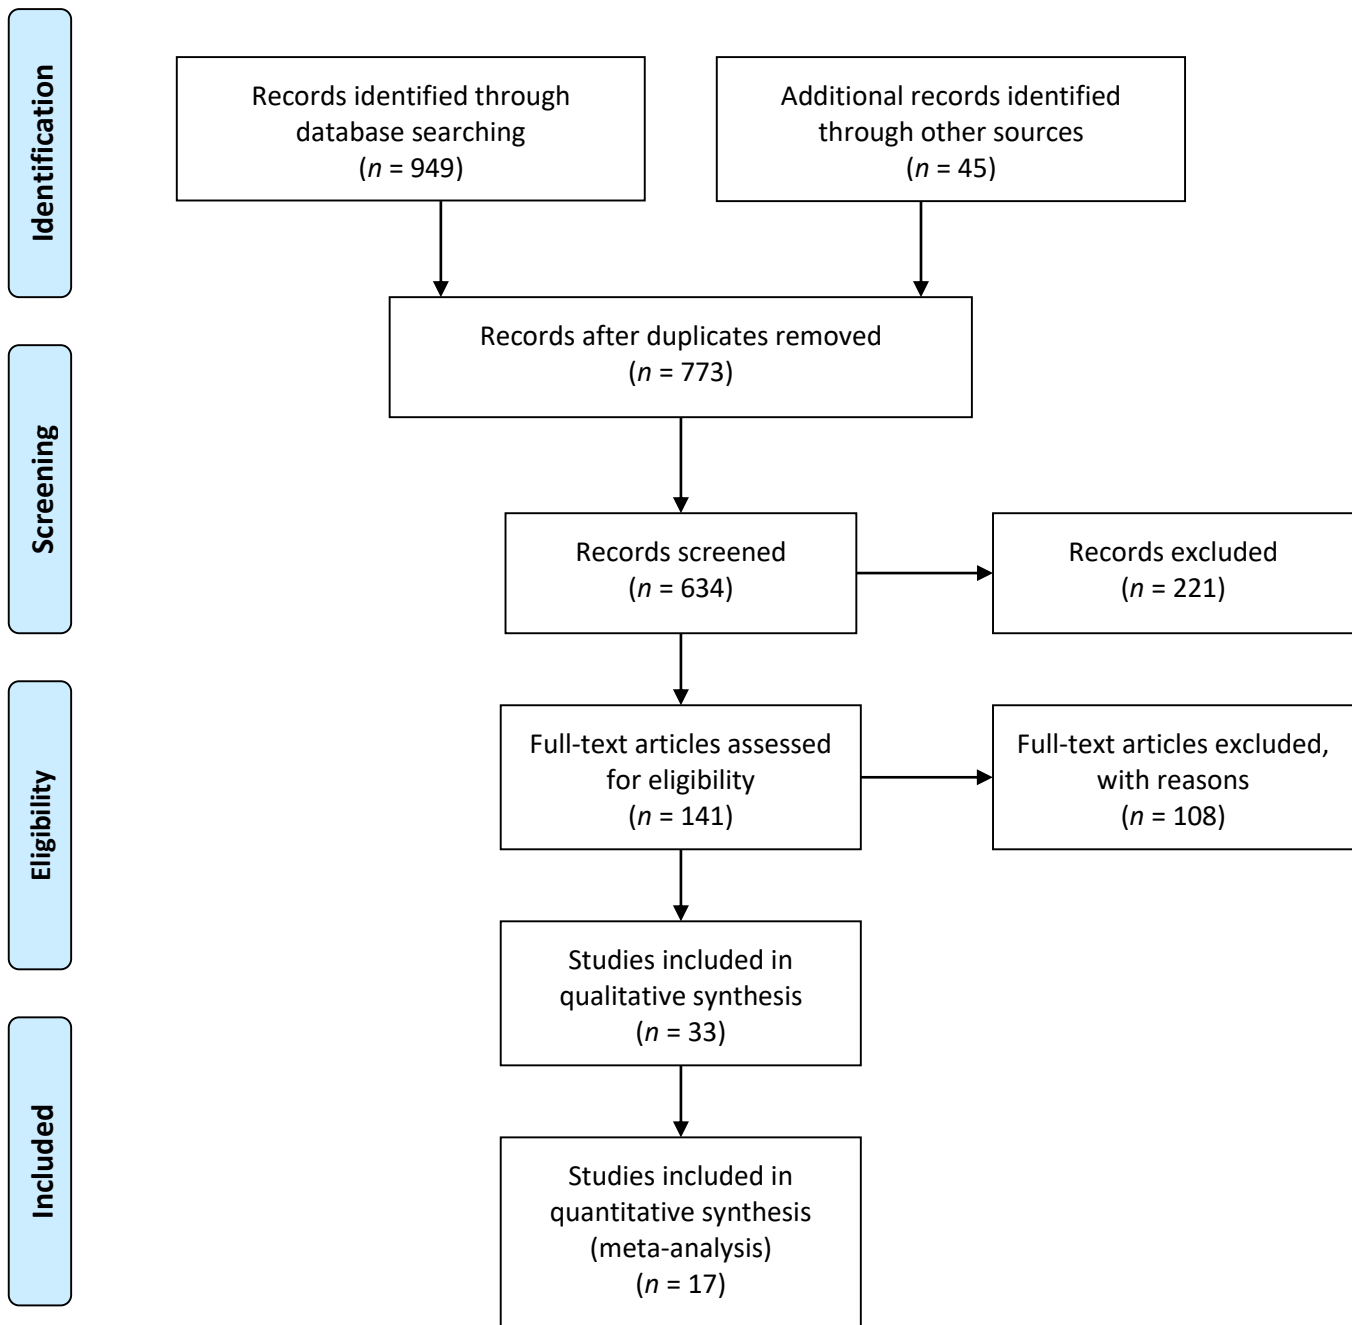 Identification
Records identified through
database searching
(n = 949)
Additional records identified
through other sources
(n = 45)
Records after duplicates removed
(n = 773)
Screening
Records screened
(n = 634)
Records excluded
(n = 221)
Eligibility
Full-text articles assessed
for eligibility
(n = 141)
Full-text articles excluded,
with reasons
(n = 108)
Studies included in
qualitative synthesis
(n = 33)
Included
Studies included in
quantitative synthesis
(meta-analysis)
(n = 17)